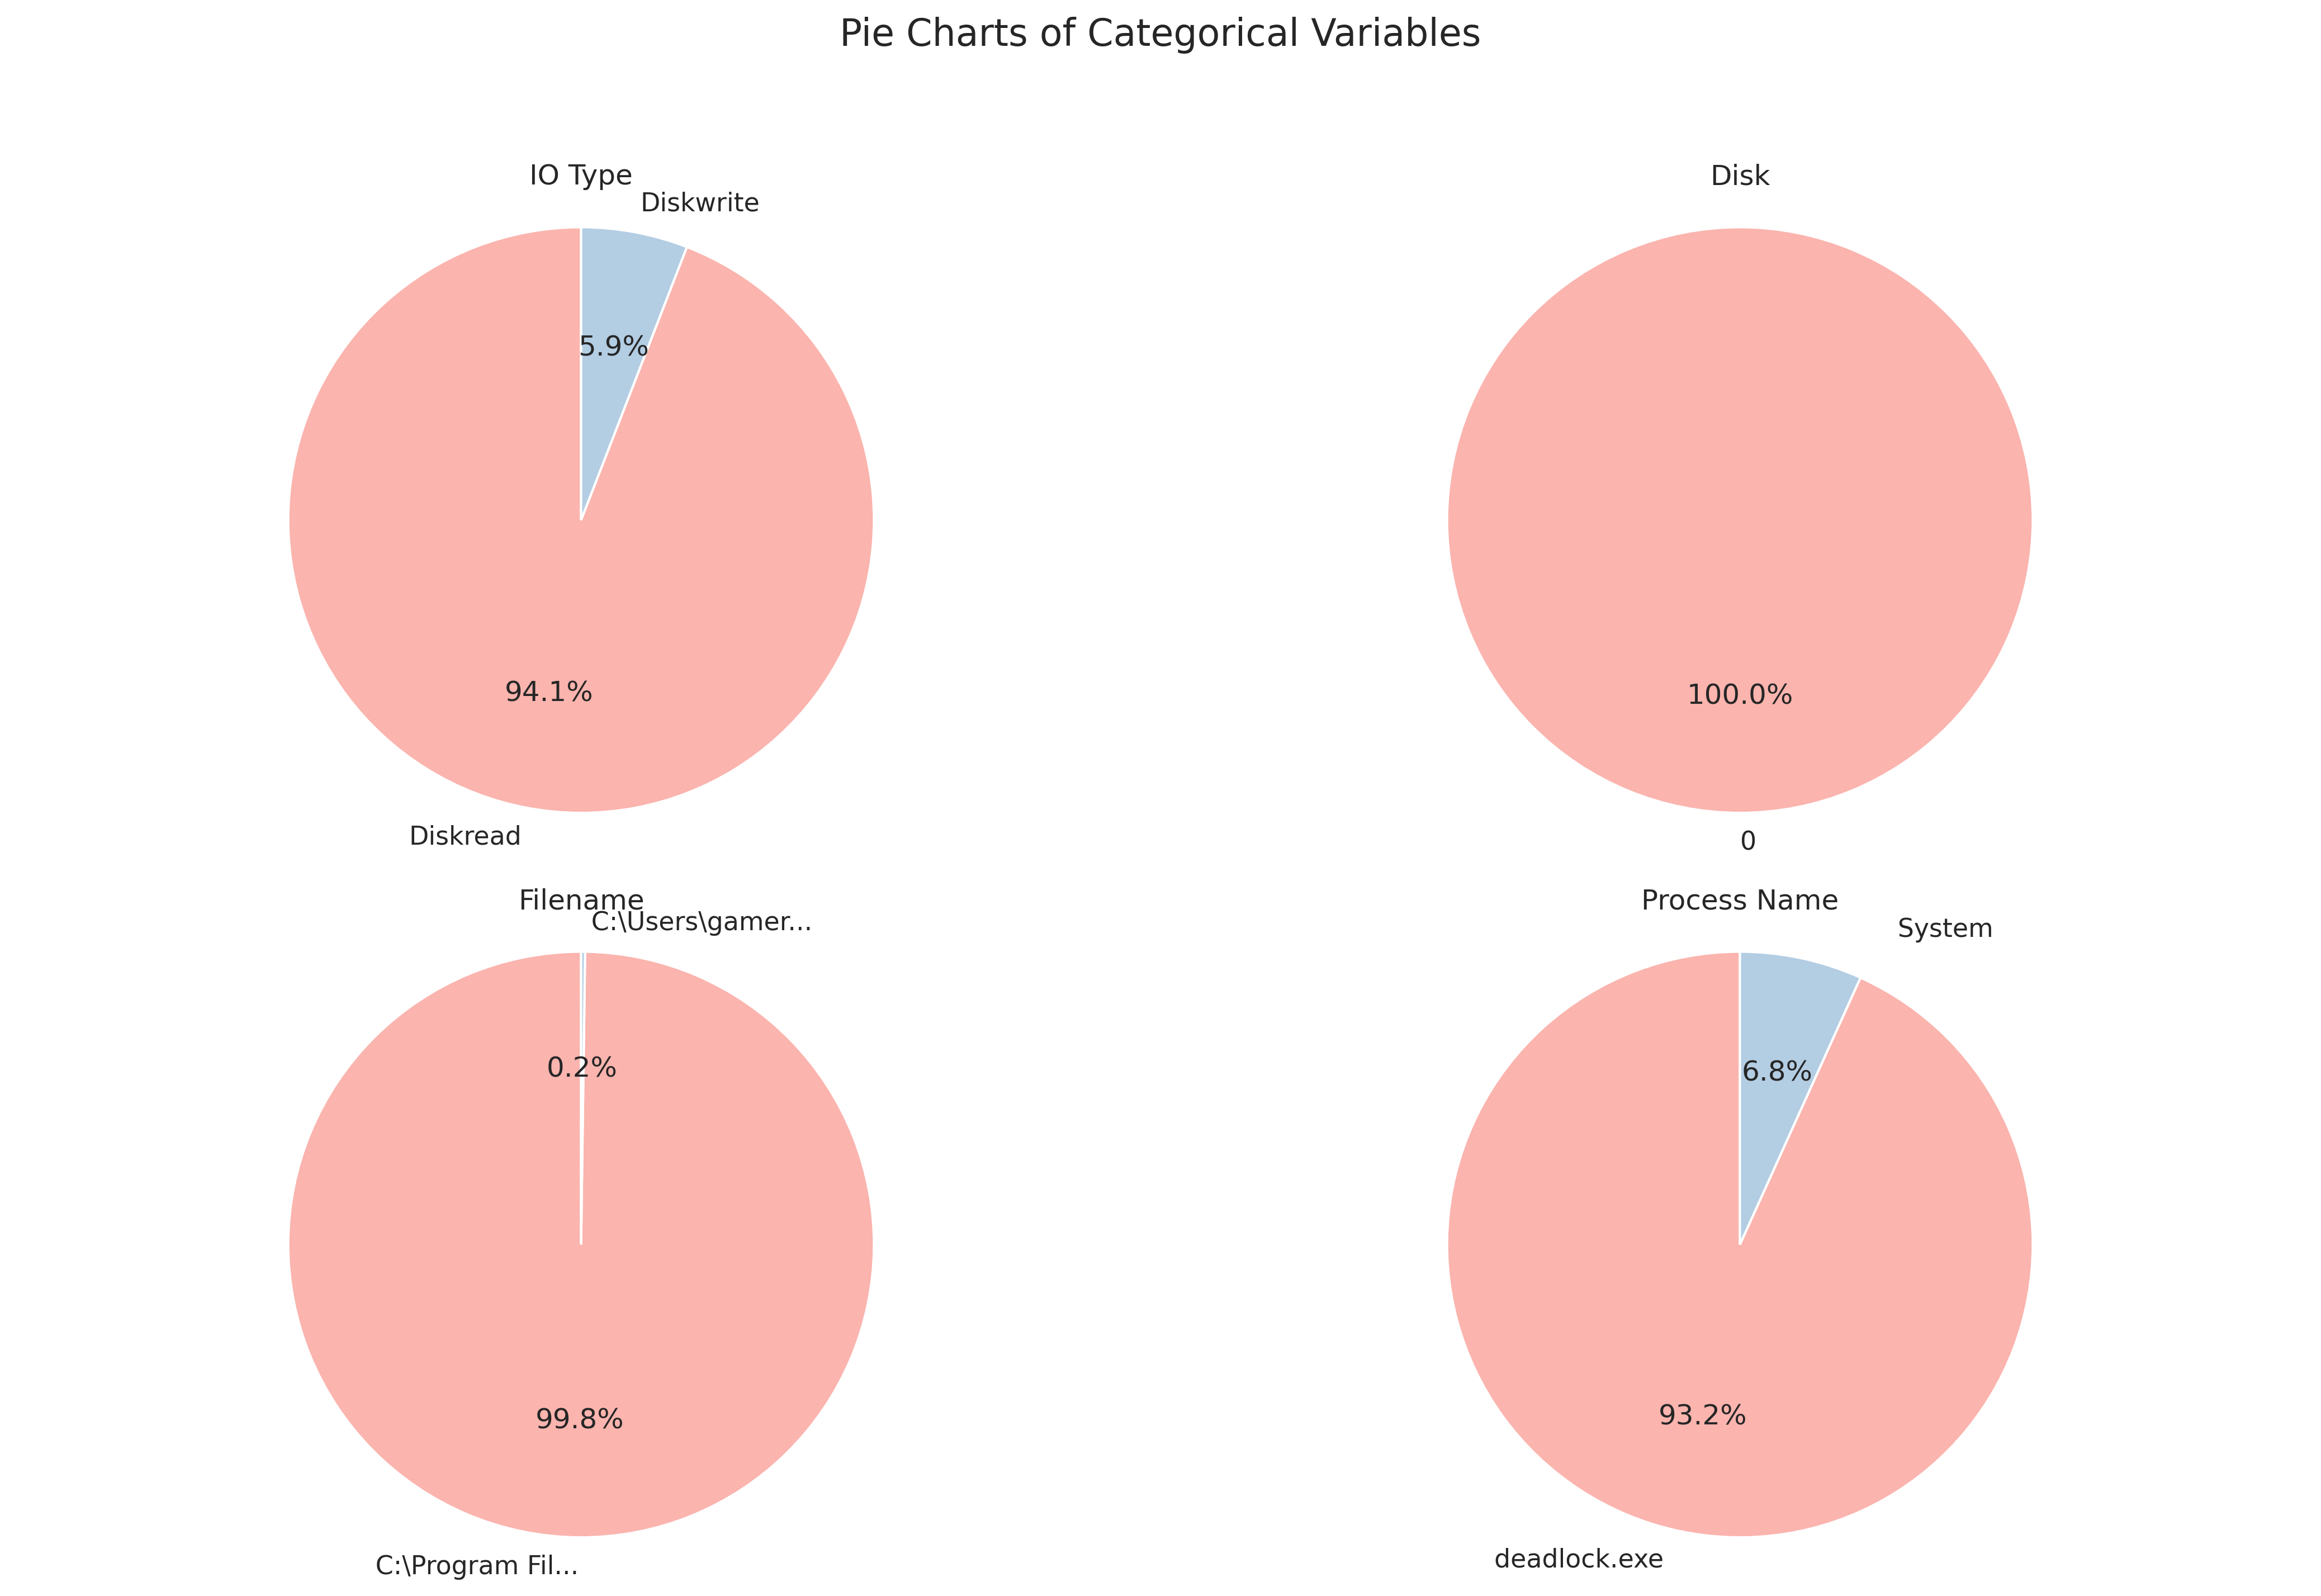 Pie Charts of Categorical Variables
IO Type
Diskwrite
5.9%
94.1%
Diskread
Disk
100.0%
0
Filename
C:\Users\gamer...
0.2%
99.8%
C:\Program Fil...
Process Name
System
6.8%
93.2%
deadlock.exe